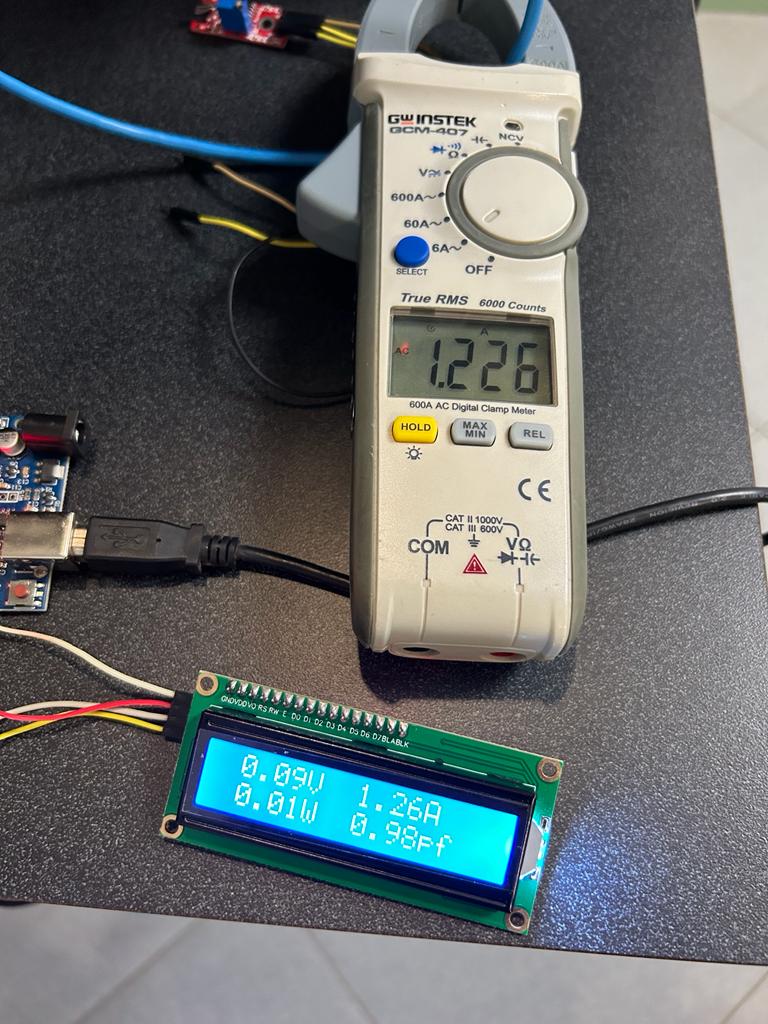 GW INSTEK
GCM-407
NCV
Ω
V
600A~
60A~
6A~
OFF
SELECT
True RMS 6000 Counts
A
AC
1.226
600A AC Digital Clamp Meter
HOLD
MAX
MIN
REL
CE
CAT II 1000V
CAT III 600V
COM
VΩ
GND VDD VO RS RW E D0 D1 D2 D3 D4 D5 D6 D7 BLA BLK
0.09V 1.26A
0.01W 0.98pf